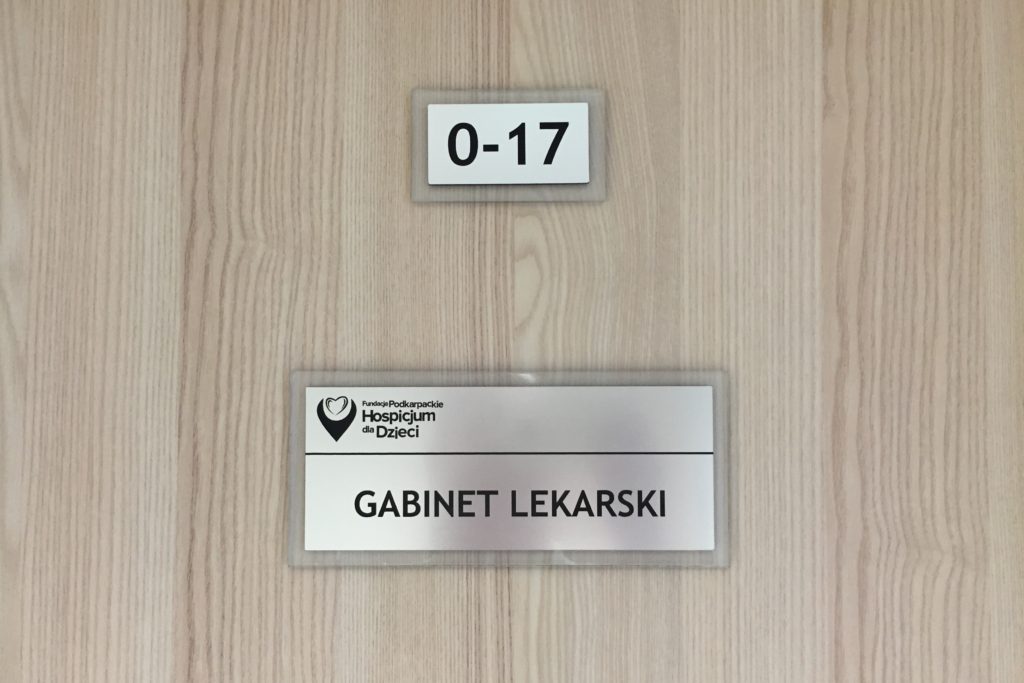 0-17
Fundacja Podkarpackie
Hospicjum
dla Dzieci
GABINET LEKARSKI